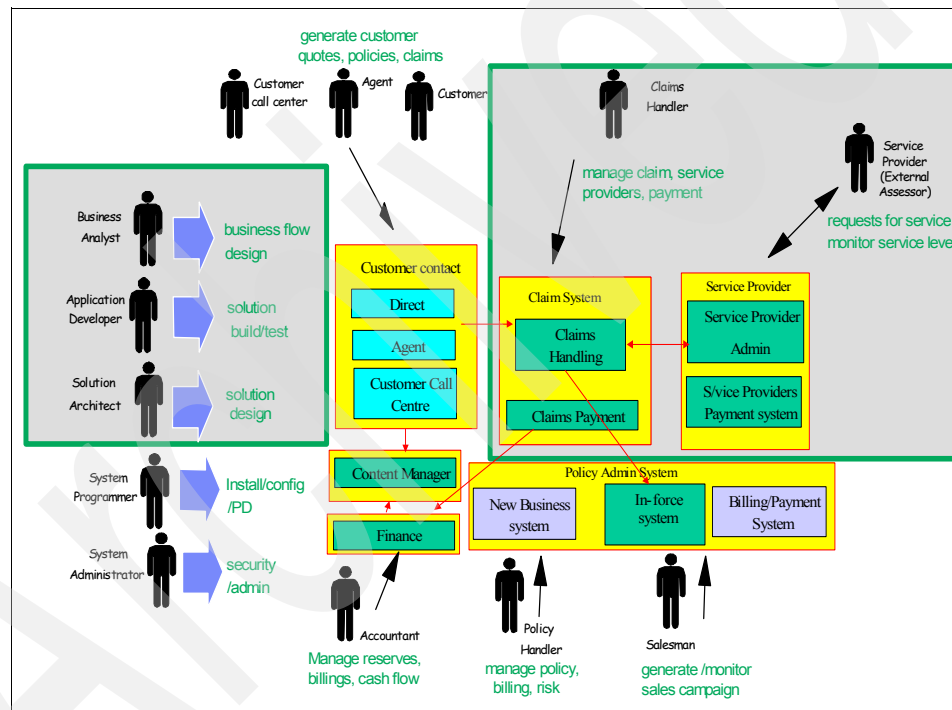 generate customer
quotes, policies, claims
Customer
call center
Agent
Customer
Claims
Handler
Service
Provider
(External
Assessor)
manage claim, service
providers, payment
requests for service
monitor service level
Business
Analyst
business flow
design
Application
Developer
solution
build/test
Solution
Architect
solution
design
System
Programmer
Install/config
/PD
System
Administrator
security
/admin
Customer contact
Direct
Agent
Customer Call
Centre
Claim System
Claims
Handling
Claims Payment
Service Provider
Service Provider
Admin
S/vice Providers
Payment system
Content Manager
Finance
Policy Admin System
New Business
system
In-force
system
Billing/Payment
System
Accountant
Manage reserves,
billings, cash flow
Policy
Handler
manage policy,
billing, risk
Salesman
generate /monitor
sales campaign